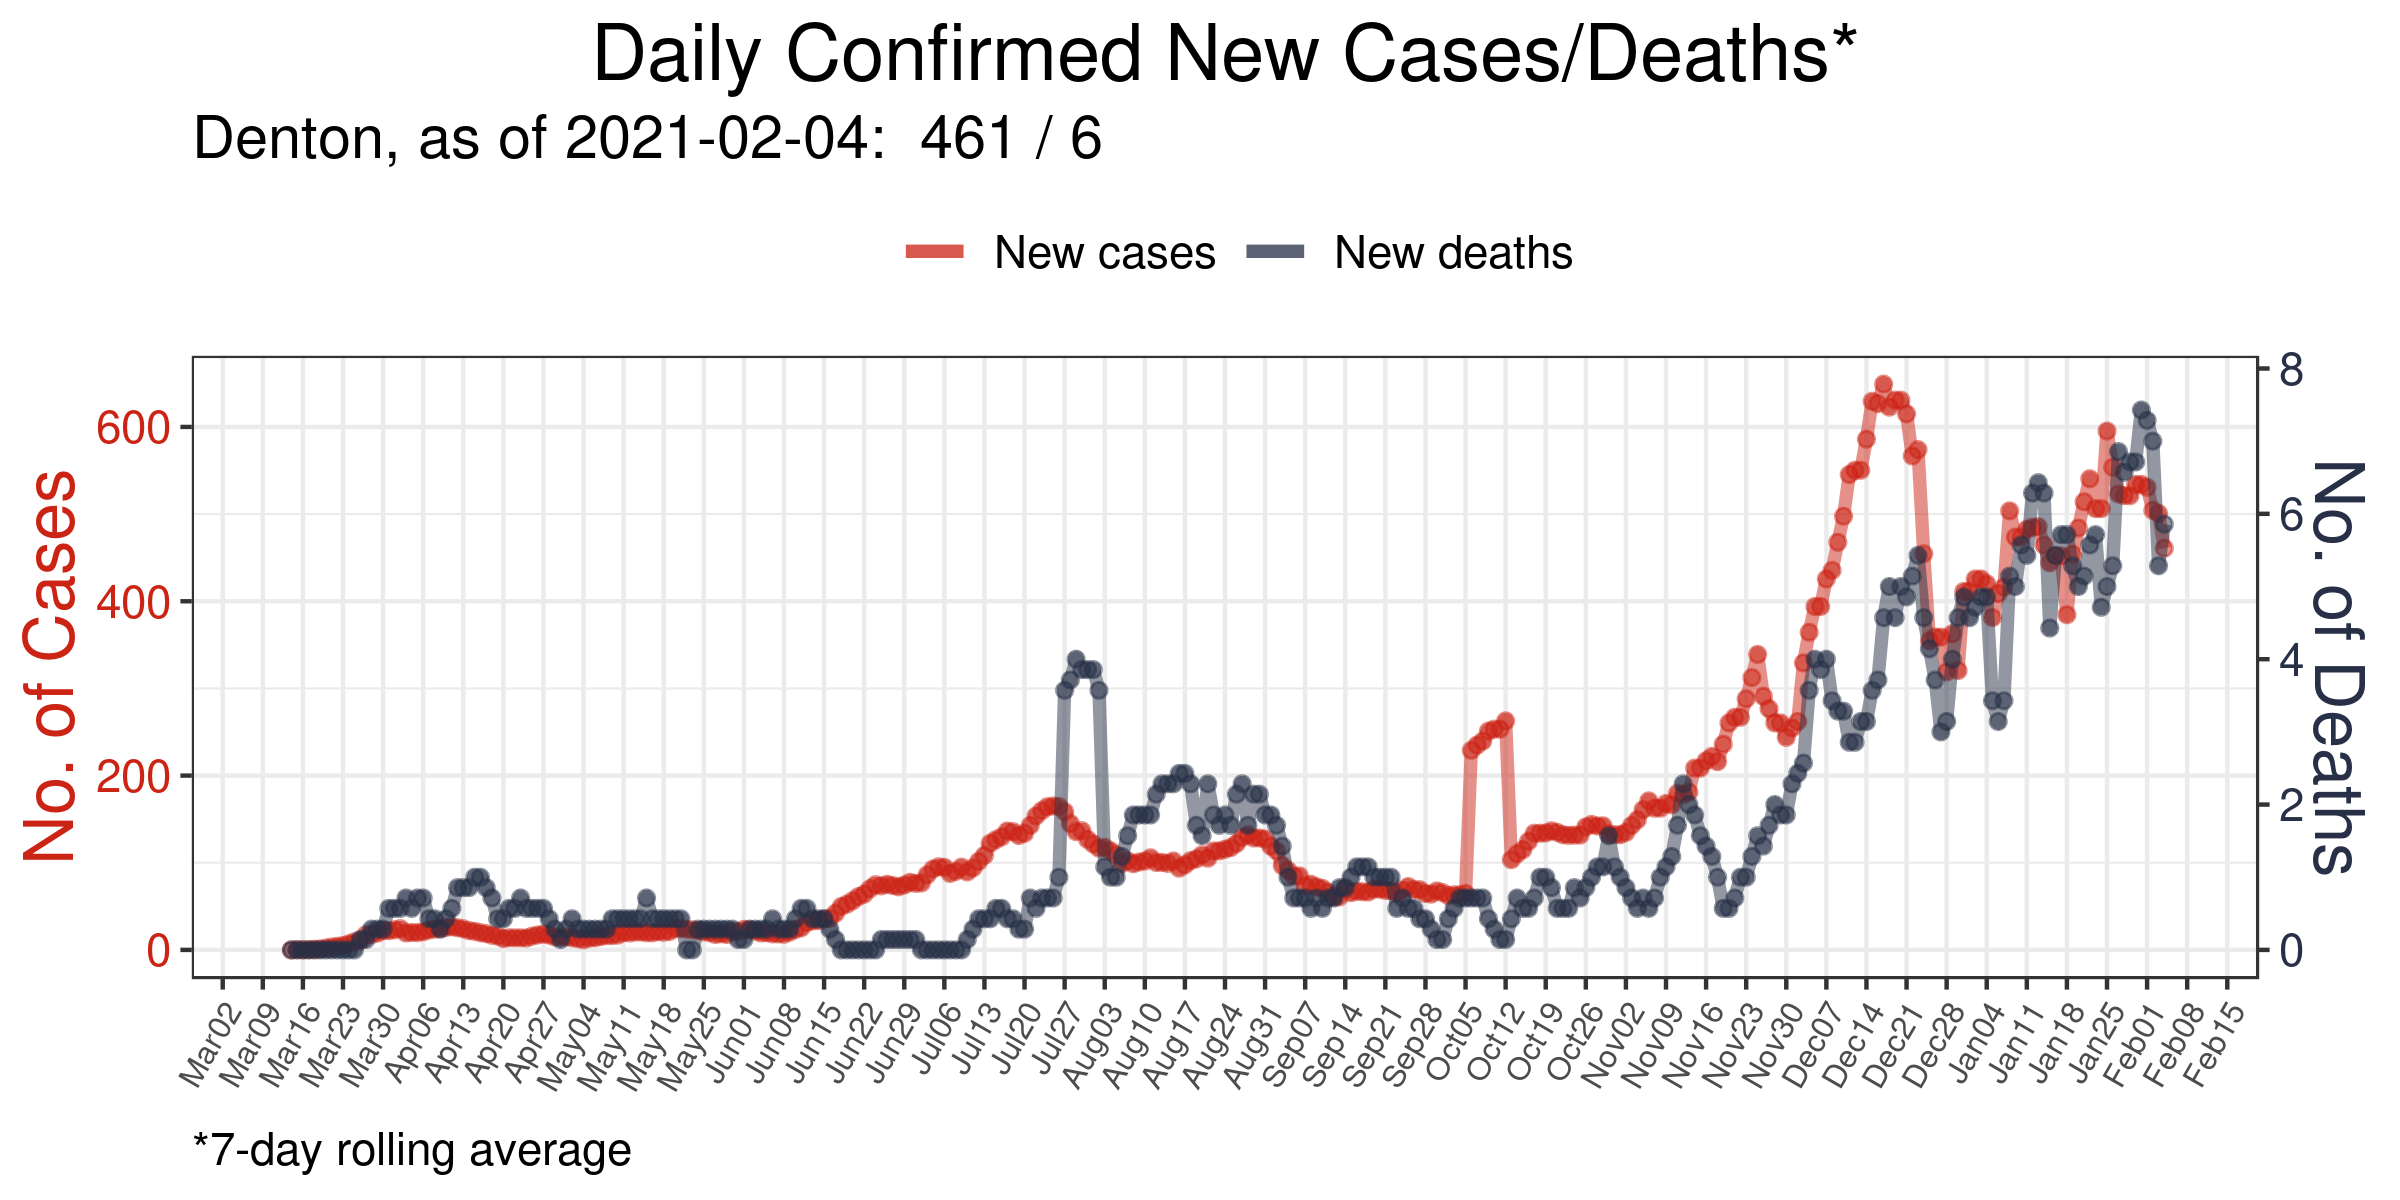 Daily Confirmed New Cases/Deaths*
Denton, as of 2021-02-04: 461 / 6
New cases New deaths
No. of Cases
600
400
200
0
8
6
4
2
0
No. of Deaths
Mar02 Mar09 Mar16 Mar23 Mar30 Apr06 Apr13 Apr20 Apr27 May04 May11 May18 May25 Jun01 Jun08 Jun15 Jun22 Jun29 Jul06 Jul13 Jul20 Jul27 Aug03 Aug10 Aug17 Aug24 Aug31 Sep07 Sep14 Sep21 Sep28 Oct05 Oct12 Oct19 Oct26 Nov02 Nov09 Nov16 Nov23 Nov30 Dec07 Dec14 Dec21 Dec28 Jan04 Jan11 Jan18 Jan25 Feb01 Feb08 Feb15
*7-day rolling average